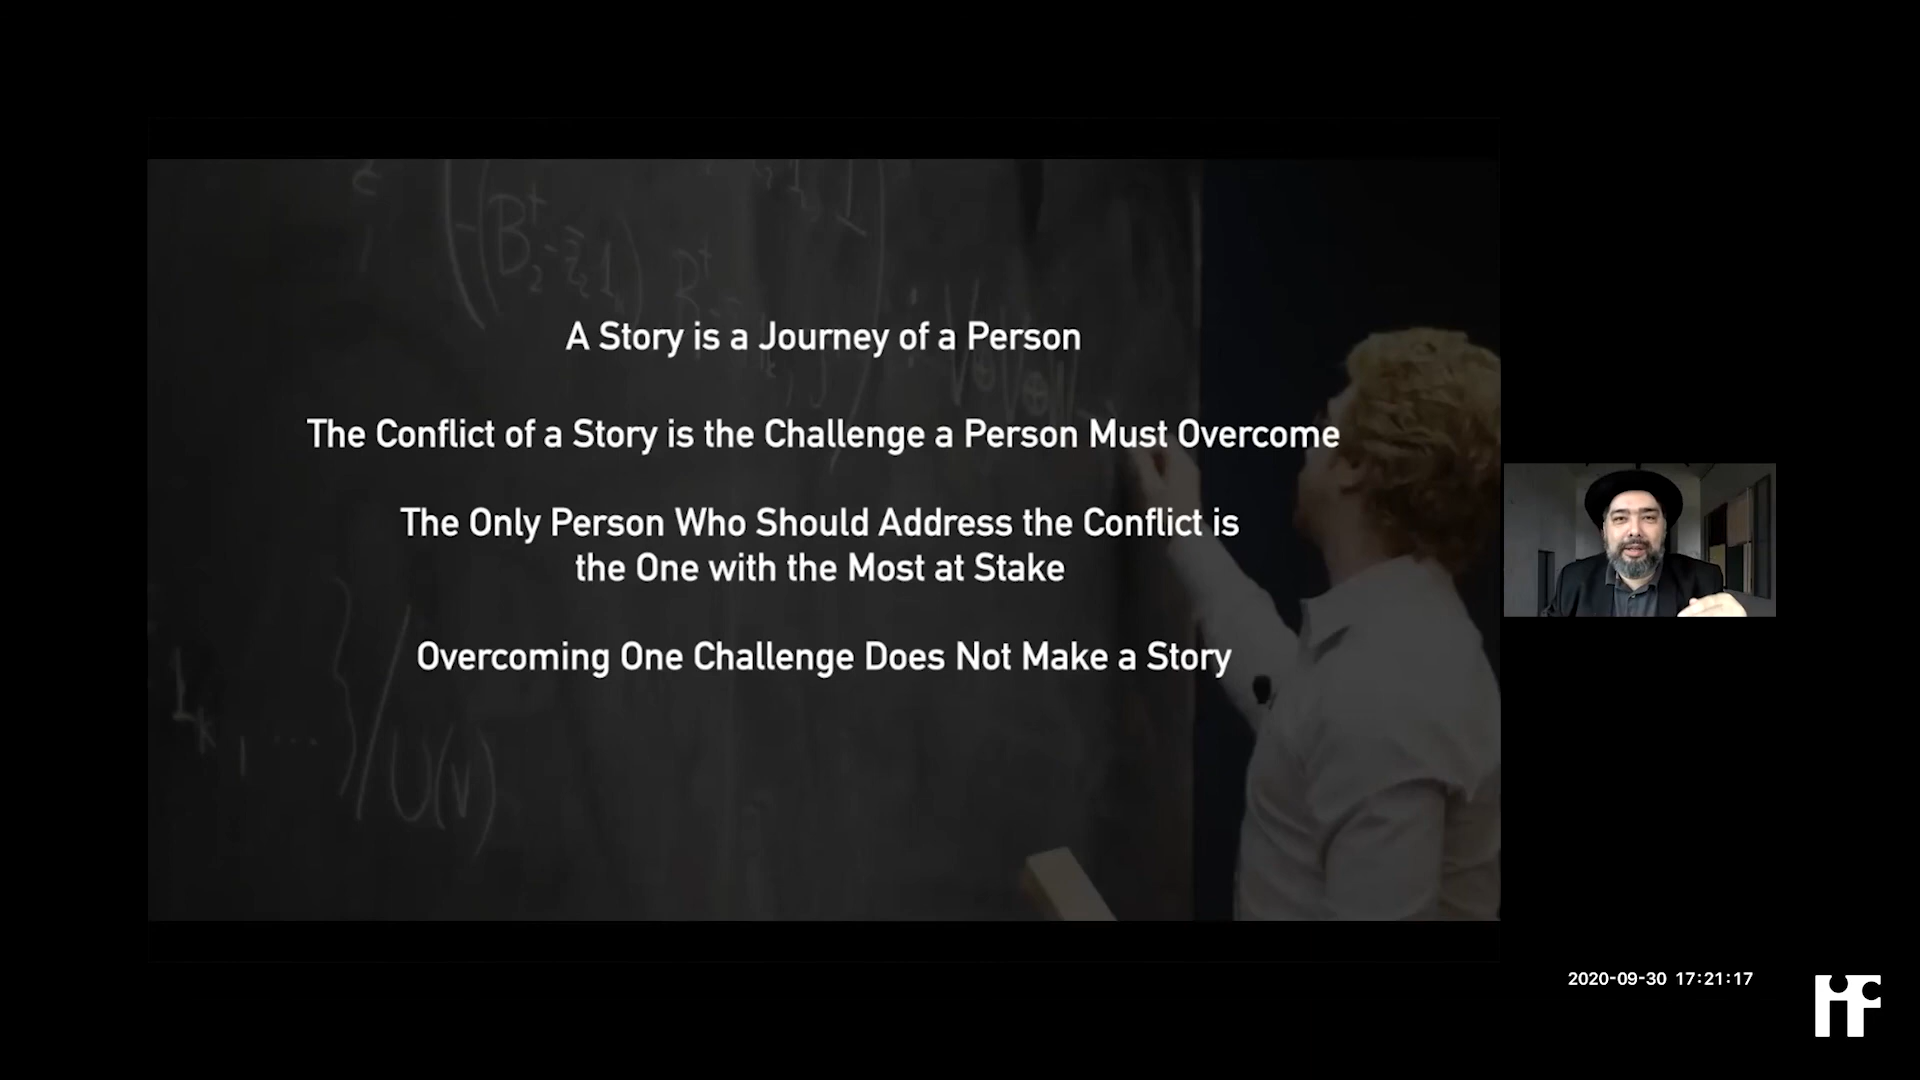 A Story is a Journey of a Person
The Conflict of a Story is the Challenge a Person Must Overcome
The Only Person Who Should Address the Conflict is
the One with the Most at Stake
Overcoming One Challenge Does Not Make a Story
U(N)
2020-09-30 17:21:17